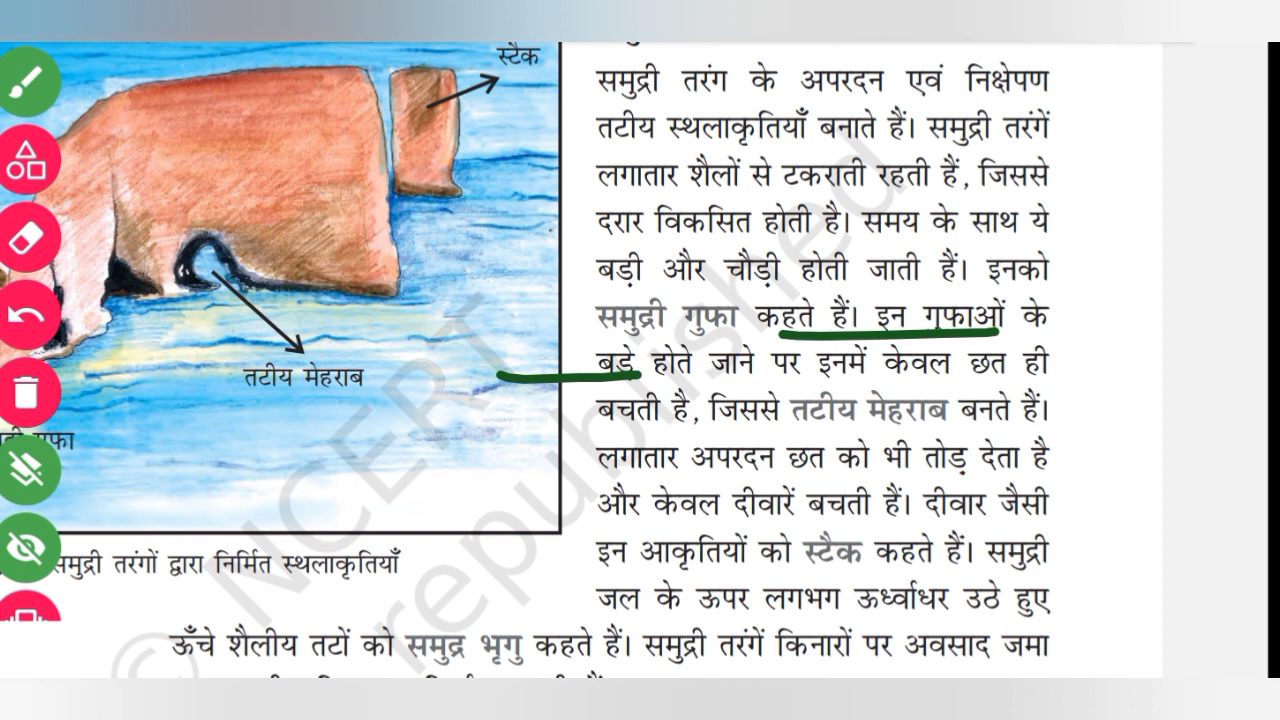 स्टैक
तटीय मेहराब
गुफा
समुद्री तरंगों द्वारा निर्मित स्थलाकृतियाँ
समुद्री तरंग के अपरदन एवं निक्षेपण
तटीय स्थलाकृतियाँ बनाते हैं। समुद्री तरंगें
लगातार शैलों से टकराती रहती हैं, जिससे
दरार विकसित होती है। समय के साथ ये
बड़ी और चौड़ी होती जाती हैं। इनको
समुद्री गुफा कहते हैं। इन गुफाओं के
बड़े होते जाने पर इनमें केवल छत ही
बचती है, जिससे तटीय मेहराब बनते हैं।
लगातार अपरदन छत को भी तोड़ देता है
और केवल दीवारें बचती हैं। दीवार जैसी
इन आकृतियों को स्टैक कहते हैं। समुद्री
जल के ऊपर लगभग ऊर्ध्वाधर उठे हुए
ऊँचे शैलीय तटों को समुद्र भृगु कहते हैं। समुद्री तरंगें किनारों पर अवसाद जमा
© NCERT
republished